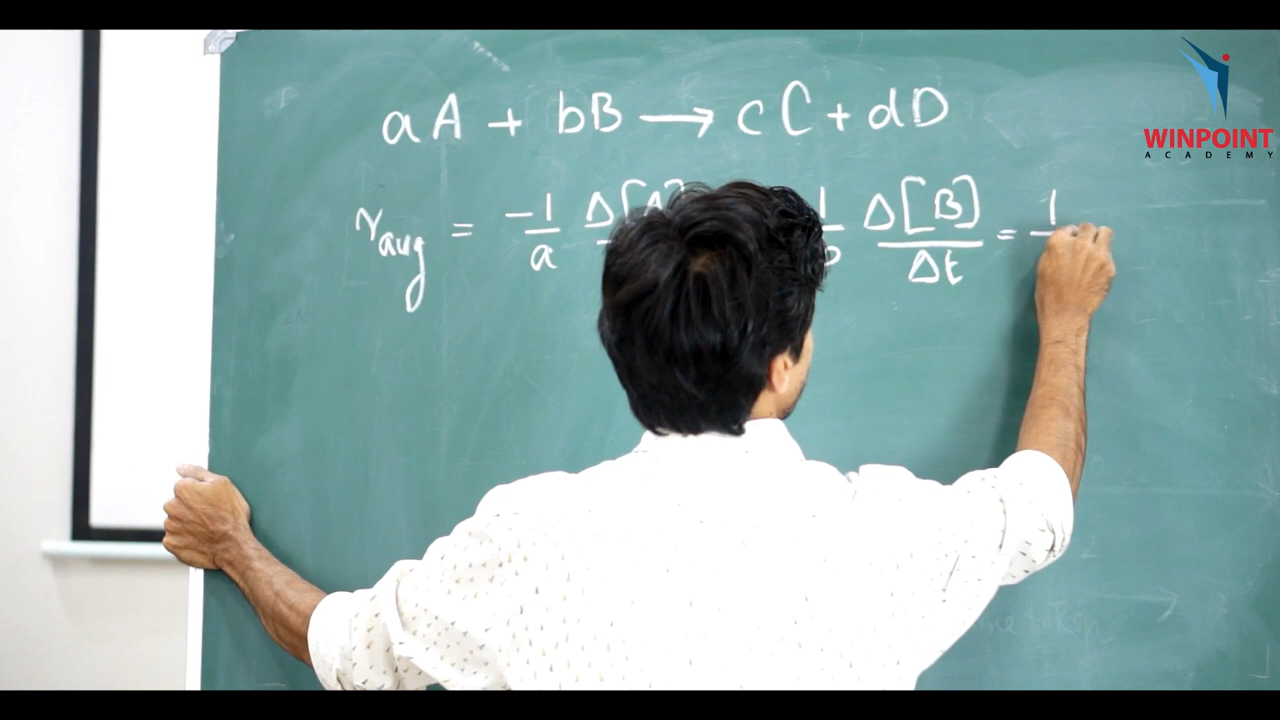 WINPOINT
ACADEMY
aA + bB → cC + dD
r_avg = -1/a Δ[A] 1/b Δ[B]/Δt = 1